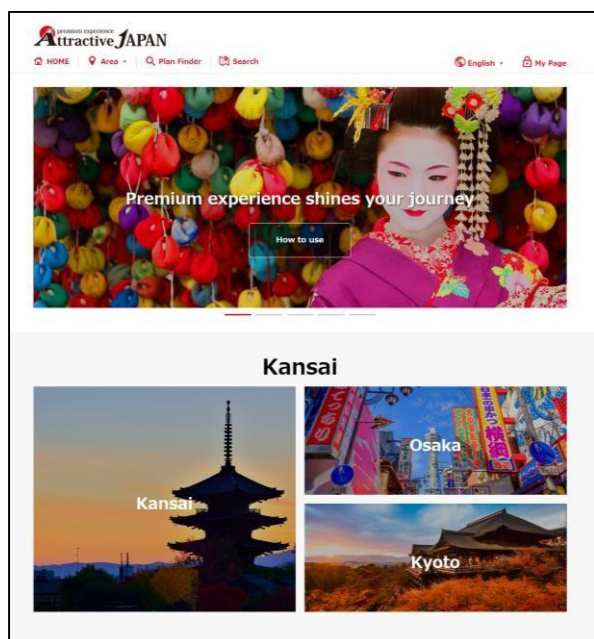 premium experience
Attractive JAPAN
HOME Area Plan Finder Search English My Page
Premium experience shines your journey
How to use
Kansai
Kansai
Osaka
Kyoto